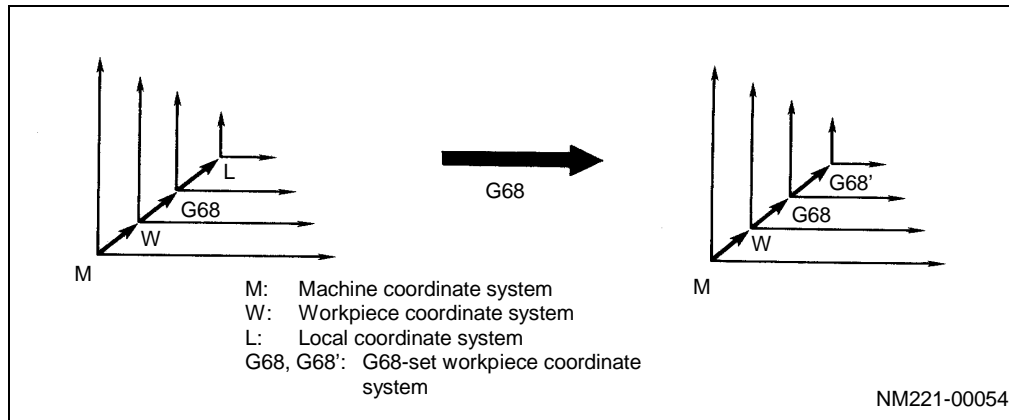 L
G68
W
M
G68
G68’
G68
W
M
M: Machine coordinate system
W: Workpiece coordinate system
L: Local coordinate system
G68, G68’: G68-set workpiece coordinate
system
NM221-00054